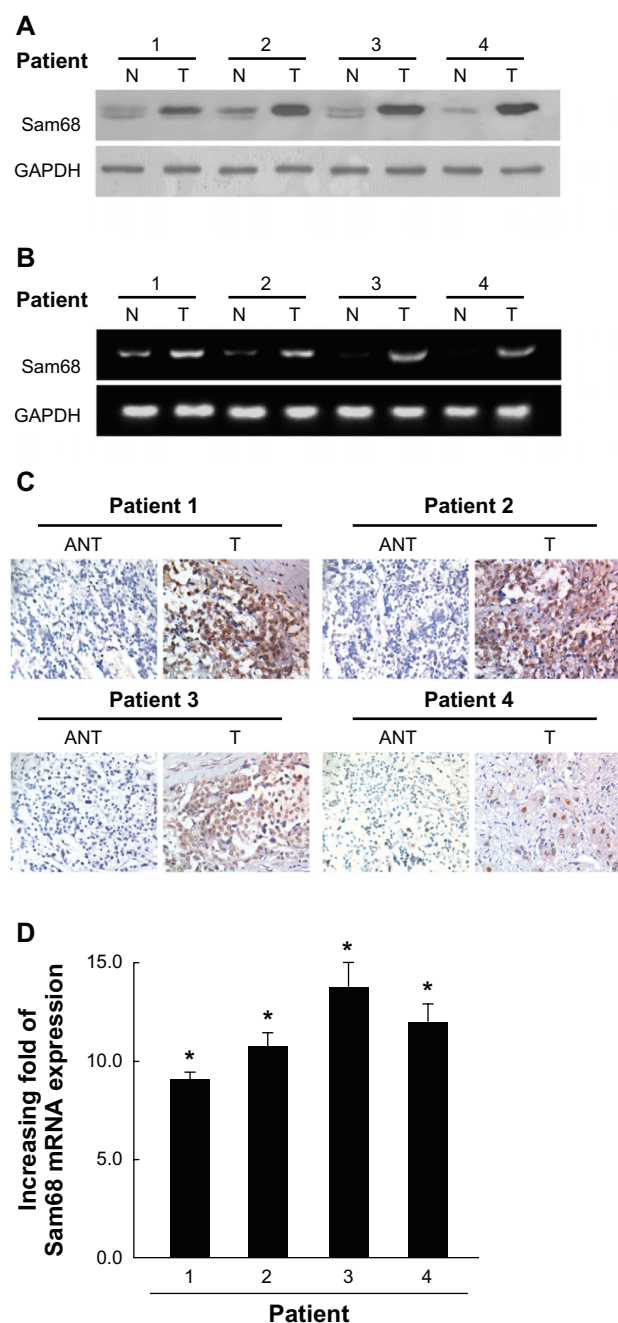 A
Patient
1 2 3 4
N T N T N T N T
Sam68
GAPDH
B
Patient
1 2 3 4
N T N T N T N T
Sam68
GAPDH
C
Patient 1 Patient 2
ANT T ANT T
Patient 3 Patient 4
ANT T ANT T
D
Increasing fold of
Sam68 mRNA expression
15.0
10.0
5.0
0.0
* * * *
1 2 3 4
Patient